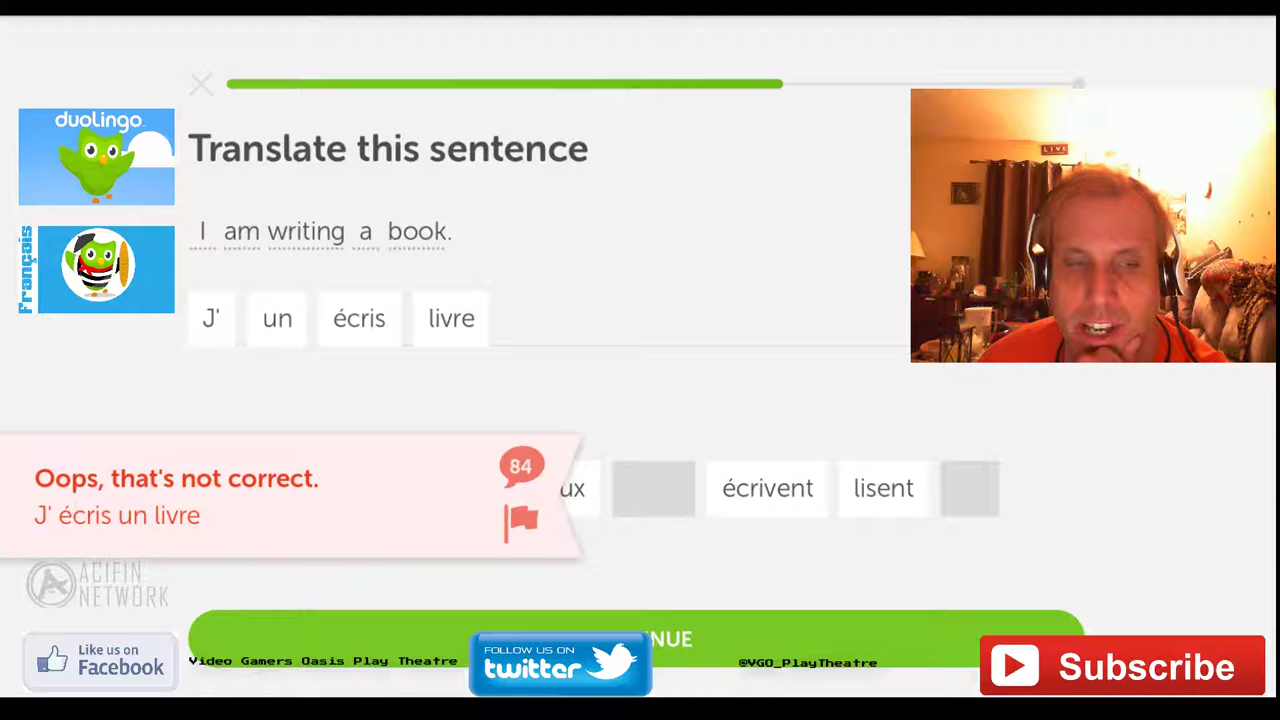 duolingo
Translate this sentence
Français
I am writing a book.
J' un écris livre
LIVE
Oops, that's not correct.
84
J' écris un livre
ux écrivent lisent
ACIFIN
NETWORK
NUE
Like us on
Facebook
Video Gamers Oasis Play Theatre
FOLLOW US ON
twitter
@VGO_PlayTheatre
Subscribe